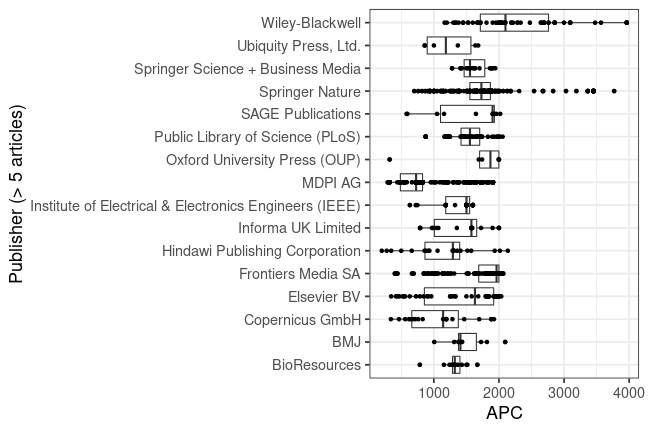 Wiley-Blackwell
Ubiquity Press, Ltd.
Springer Science + Business Media
Springer Nature
SAGE Publications
Public Library of Science (PLoS)
Oxford University Press (OUP)
MDPI AG
Institute of Electrical & Electronics Engineers (IEEE)
Informa UK Limited
Hindawi Publishing Corporation
Frontiers Media SA
Elsevier BV
Copernicus GmbH
BMJ
BioResources
Publisher (> 5 articles)
1000 2000 3000 4000
APC